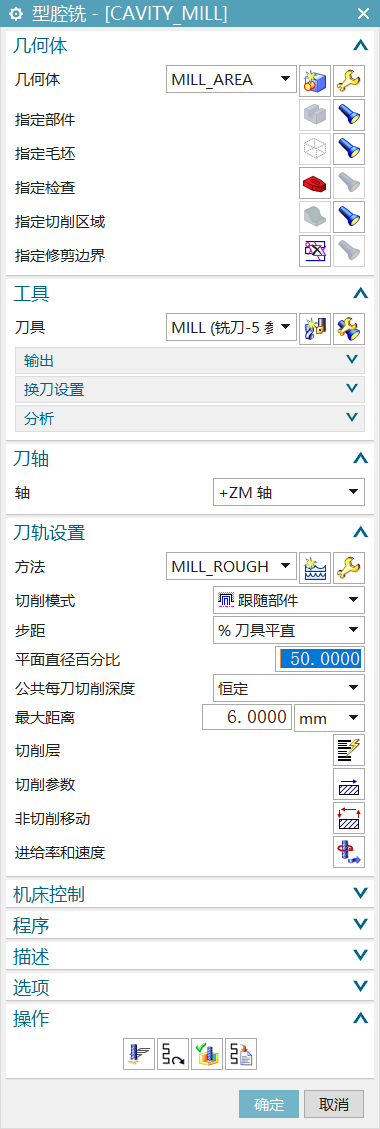 型腔铣 - [CAVITY_MILL]
几何体
几何体 MILL_AREA
指定部件
指定毛坯
指定检查
指定切削区域
指定修剪边界
工具
刀具 MILL (铣刀-5 参
输出
换刀设置
分析
刀轴
轴 +ZM 轴
刀轨设置
方法 MILL_ROUGH
切削模式 跟随部件
步距 % 刀具平直
平面直径百分比 50.0000
公共每刀切削深度 恒定
最大距离 6.0000 mm
切削层
切削参数
非切削移动
进给率和速度
机床控制
程序
描述
选项
操作
确定 取消